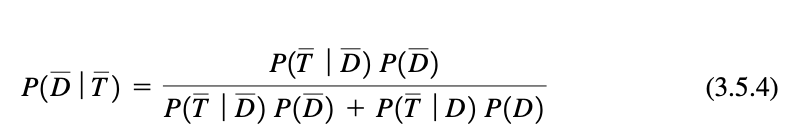 P(D̅ | T̅) = P(T̅ | D̅) P(D̅) / P(T̅ | D̅) P(D̅) + P(T̅ | D) P(D) (3.5.4)